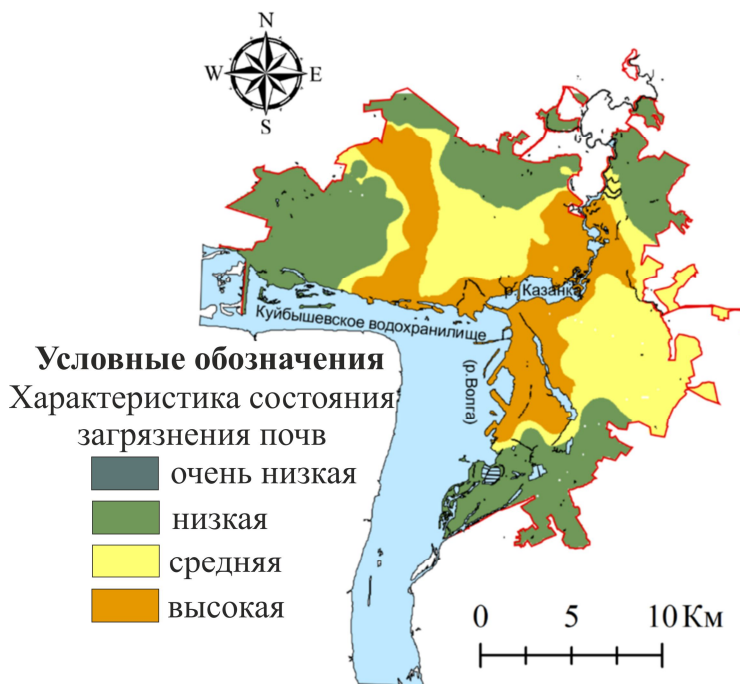 N
W E
S
р. Казанка
Куйбышевское водохранилище
(р.Волга)
Условные обозначения
Характеристика состояния
загрязнения почв
очень низкая
низкая
средняя
высокая
0 5 10 Км